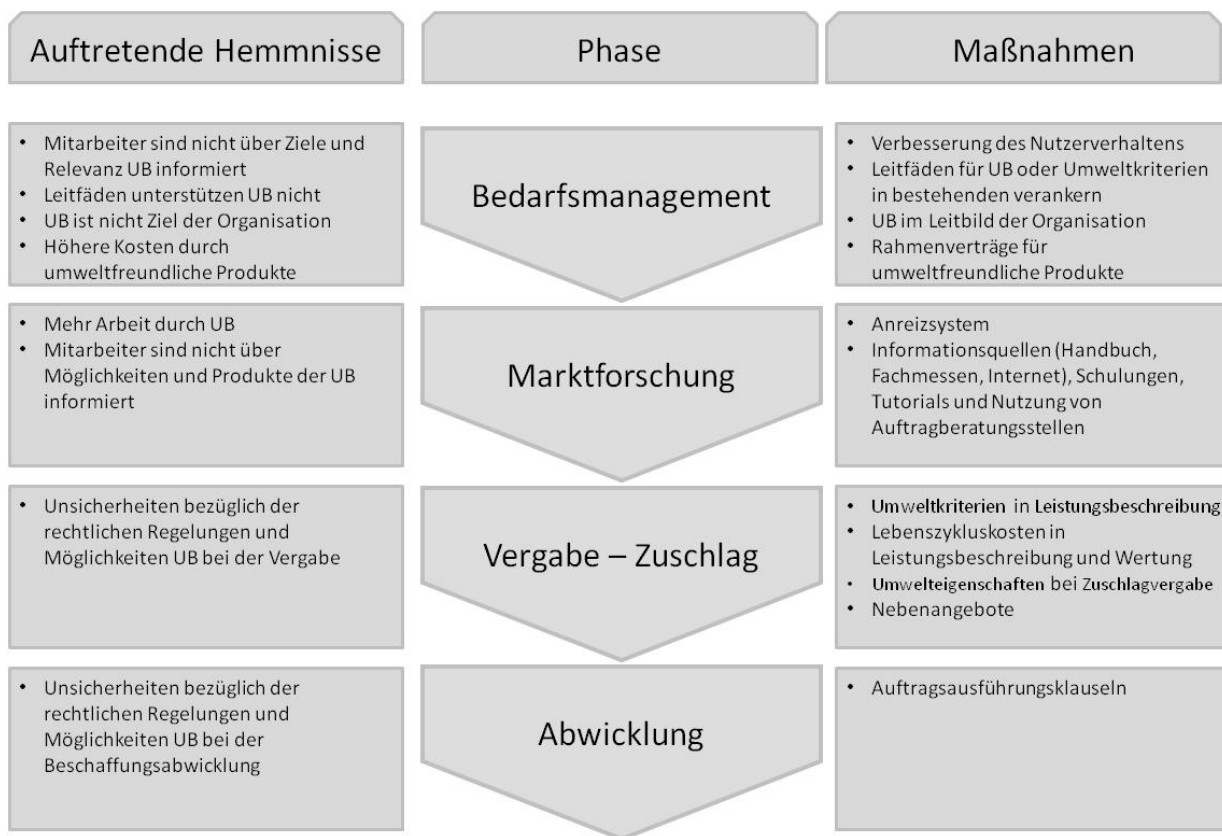 Auftretende Hemmnisse
Phase
Maßnahmen
• Mitarbeiter sind nicht über Ziele und
Relevanz UB informiert
• Leitfäden unterstützen UB nicht
• UB ist nicht Ziel der Organisation
• Höhere Kosten durch
umweltfreundliche Produkte
Bedarfsmanagement
• Verbesserung des Nutzerverhaltens
• Leitfäden für UB oder Umweltkriterien
in bestehenden verankern
• UB im Leitbild der Organisation
• Rahmenverträge für
umweltfreundliche Produkte
• Mehr Arbeit durch UB
• Mitarbeiter sind nicht über
Möglichkeiten und Produkte der UB
informiert
Marktforschung
• Anreizsystem
• Informationsquellen (Handbuch,
Fachmessen, Internet), Schulungen,
Tutorials und Nutzung von
Auftragberatungsstellen
• Unsicherheiten bezüglich der
rechtlichen Regelungen und
Möglichkeiten UB bei der Vergabe
Vergabe – Zuschlag
• Umweltkriterien in Leistungsbeschreibung
• Lebenszykluskosten in
Leistungsbeschreibung und Wertung
• Umwelteigenschaften bei Zuschlagvergabe
• Nebenangebote
• Unsicherheiten bezüglich der
rechtlichen Regelungen und
Möglichkeiten UB bei der
Beschaffungsabwicklung
Abwicklung
• Auftragsausführungsklauseln